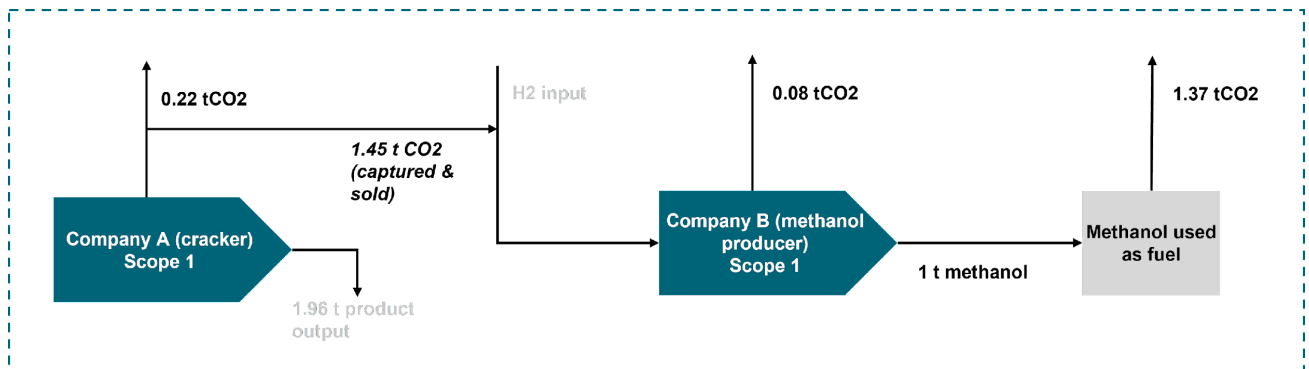 0.22 tCO2
H2 input
1.45 t CO2
(captured &
sold)
Company A (cracker)
Scope 1
1.96 t product
output
0.08 tCO2
Company B (methanol
producer)
Scope 1
1 t methanol
1.37 tCO2
Methanol used
as fuel